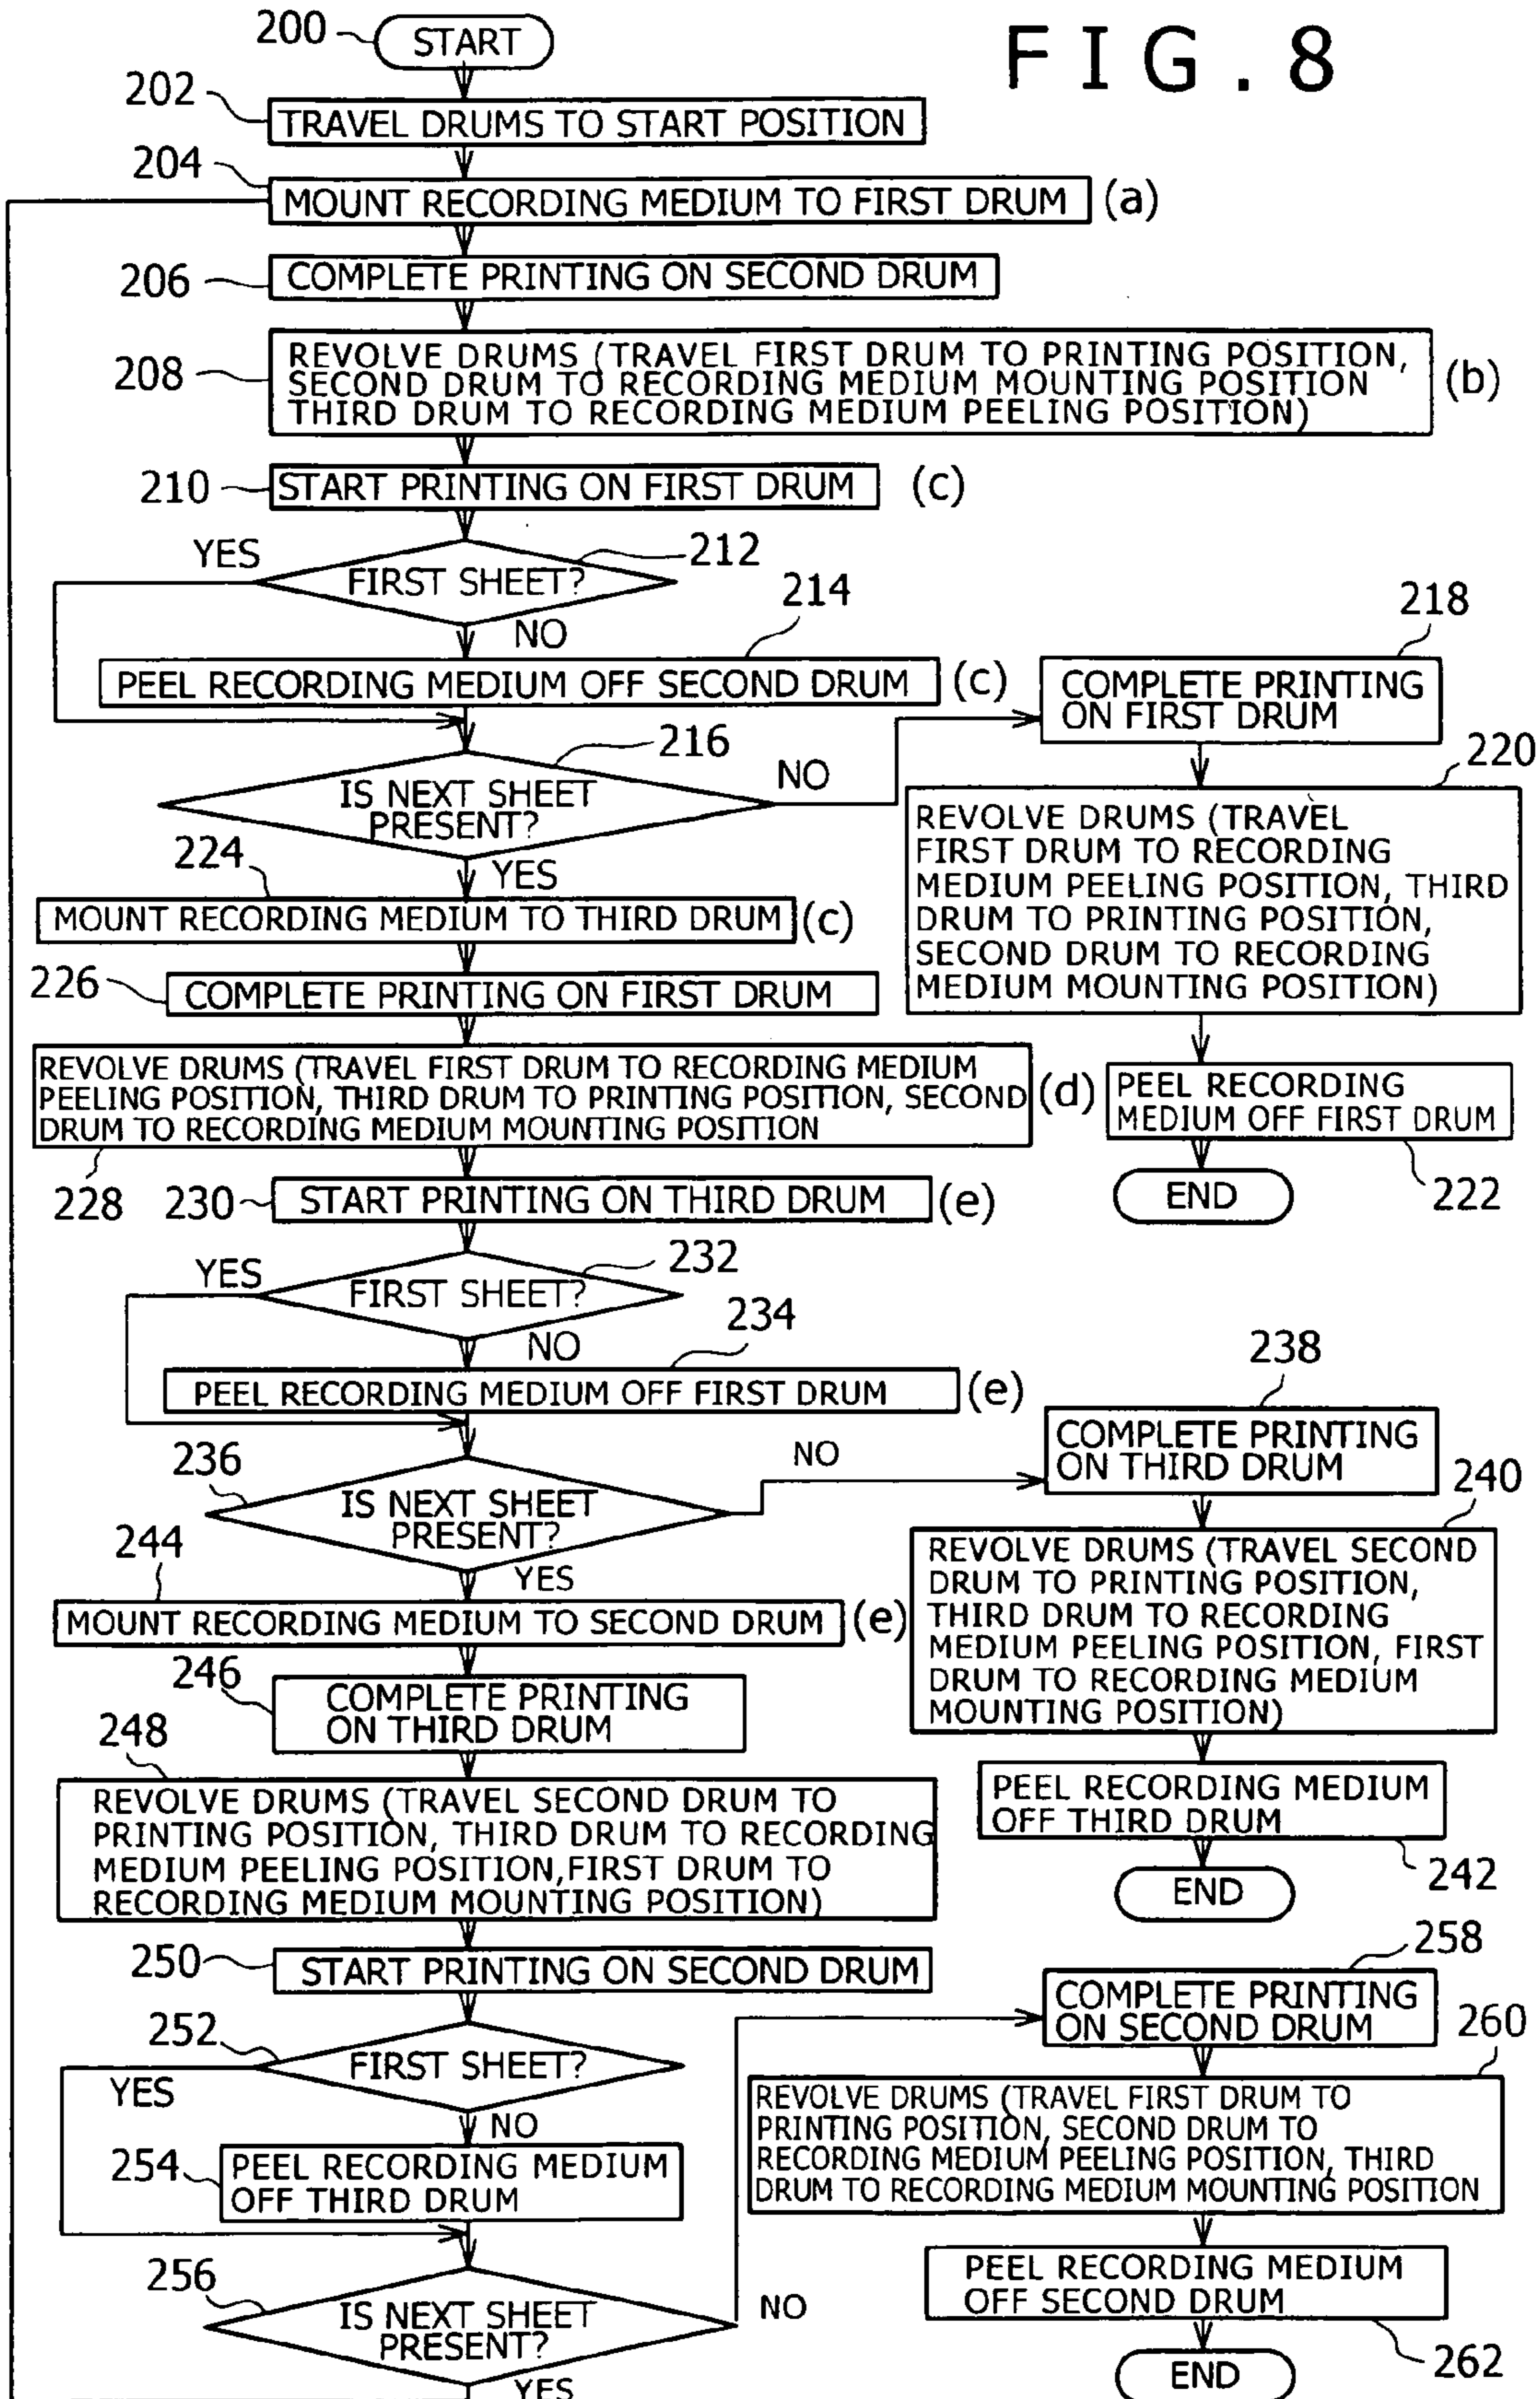 FIG.8
200
START
202
TRAVEL DRUMS TO START POSITION
204
MOUNT RECORDING MEDIUM TO FIRST DRUM
(a)
206
COMPLETE PRINTING ON SECOND DRUM
208
REVOLVE DRUMS (TRAVEL FIRST DRUM TO PRINTING POSITION,
SECOND DRUM TO RECORDING MEDIUM MOUNTING POSITION
THIRD DRUM TO RECORDING MEDIUM PEELING POSITION)
(b)
210
START PRINTING ON FIRST DRUM
(c)
212
FIRST SHEET?
YES
NO
214
PEEL RECORDING MEDIUM OFF SECOND DRUM
(c)
216
IS NEXT SHEET
PRESENT?
NO
YES
218
COMPLETE PRINTING
ON FIRST DRUM
220
REVOLVE DRUMS (TRAVEL
FIRST DRUM TO RECORDING
MEDIUM PEELING POSITION, THIRD
DRUM TO PRINTING POSITION,
SECOND DRUM TO RECORDING
MEDIUM MOUNTING POSITION)
PEEL RECORDING
MEDIUM OFF FIRST DRUM
222
END
224
MOUNT RECORDING MEDIUM TO THIRD DRUM
(c)
226
COMPLETE PRINTING ON FIRST DRUM
REVOLVE DRUMS (TRAVEL FIRST DRUM TO RECORDING MEDIUM
PEELING POSITION, THIRD DRUM TO PRINTING POSITION, SECOND
DRUM TO RECORDING MEDIUM MOUNTING POSITION
(d)
228
230
START PRINTING ON THIRD DRUM
(e)
232
FIRST SHEET?
YES
NO
234
PEEL RECORDING MEDIUM OFF FIRST DRUM
(e)
236
IS NEXT SHEET
PRESENT?
NO
YES
238
COMPLETE PRINTING
ON THIRD DRUM
240
REVOLVE DRUMS (TRAVEL SECOND
DRUM TO PRINTING POSITION,
THIRD DRUM TO RECORDING
MEDIUM PEELING POSITION, FIRST
DRUM TO RECORDING MEDIUM
MOUNTING POSITION)
PEEL RECORDING MEDIUM
OFF THIRD DRUM
242
END
244
MOUNT RECORDING MEDIUM TO SECOND DRUM
(e)
246
COMPLETE PRINTING
ON THIRD DRUM
248
REVOLVE DRUMS (TRAVEL SECOND DRUM TO
PRINTING POSITION, THIRD DRUM TO RECORDING
MEDIUM PEELING POSITION,FIRST DRUM TO
RECORDING MEDIUM MOUNTING POSITION)
250
START PRINTING ON SECOND DRUM
252
FIRST SHEET?
YES
NO
254
PEEL RECORDING MEDIUM
OFF THIRD DRUM
256
IS NEXT SHEET
PRESENT?
NO
YES
258
COMPLETE PRINTING
ON SECOND DRUM
260
REVOLVE DRUMS (TRAVEL FIRST DRUM TO
PRINTING POSITION, SECOND DRUM TO
RECORDING MEDIUM PEELING POSITION, THIRD
DRUM TO RECORDING MEDIUM MOUNTING POSITION
PEEL RECORDING MEDIUM
OFF SECOND DRUM
262
END